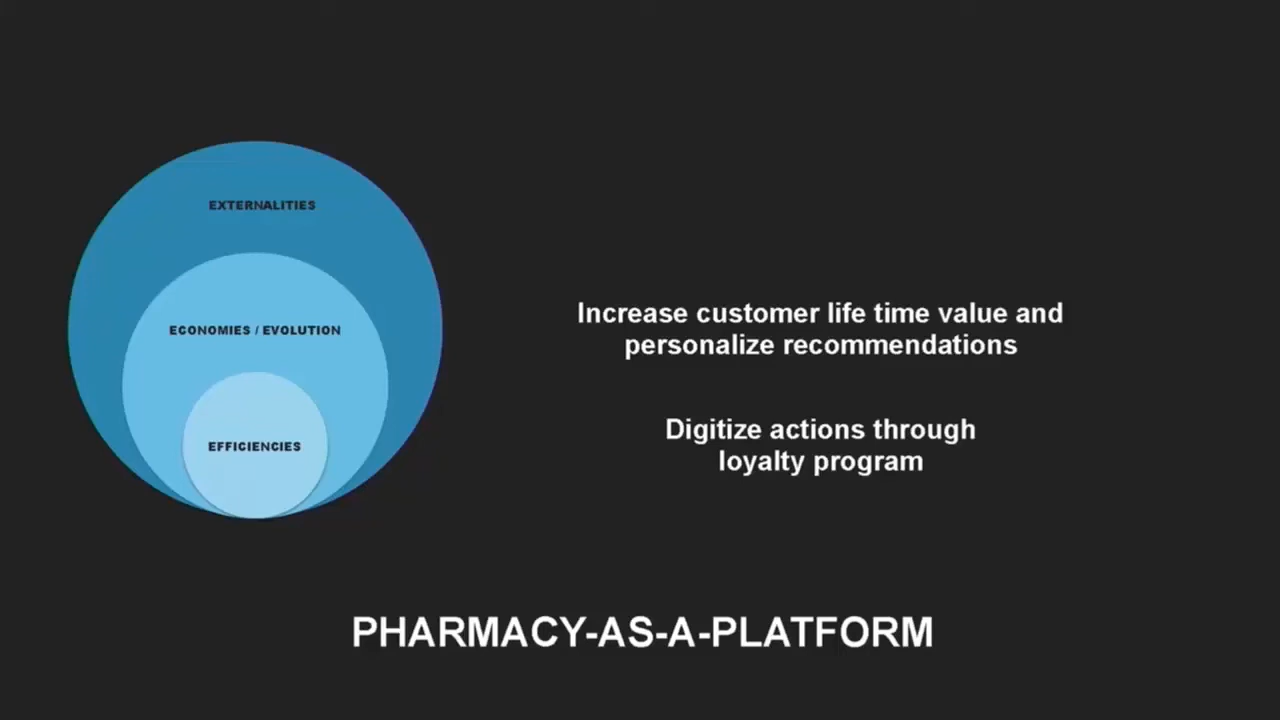 EXTERNALITIES
ECONOMIES / EVOLUTION
EFFICIENCIES
Increase customer life time value and
personalize recommendations
Digitize actions through
loyalty program
PHARMACY-AS-A-PLATFORM